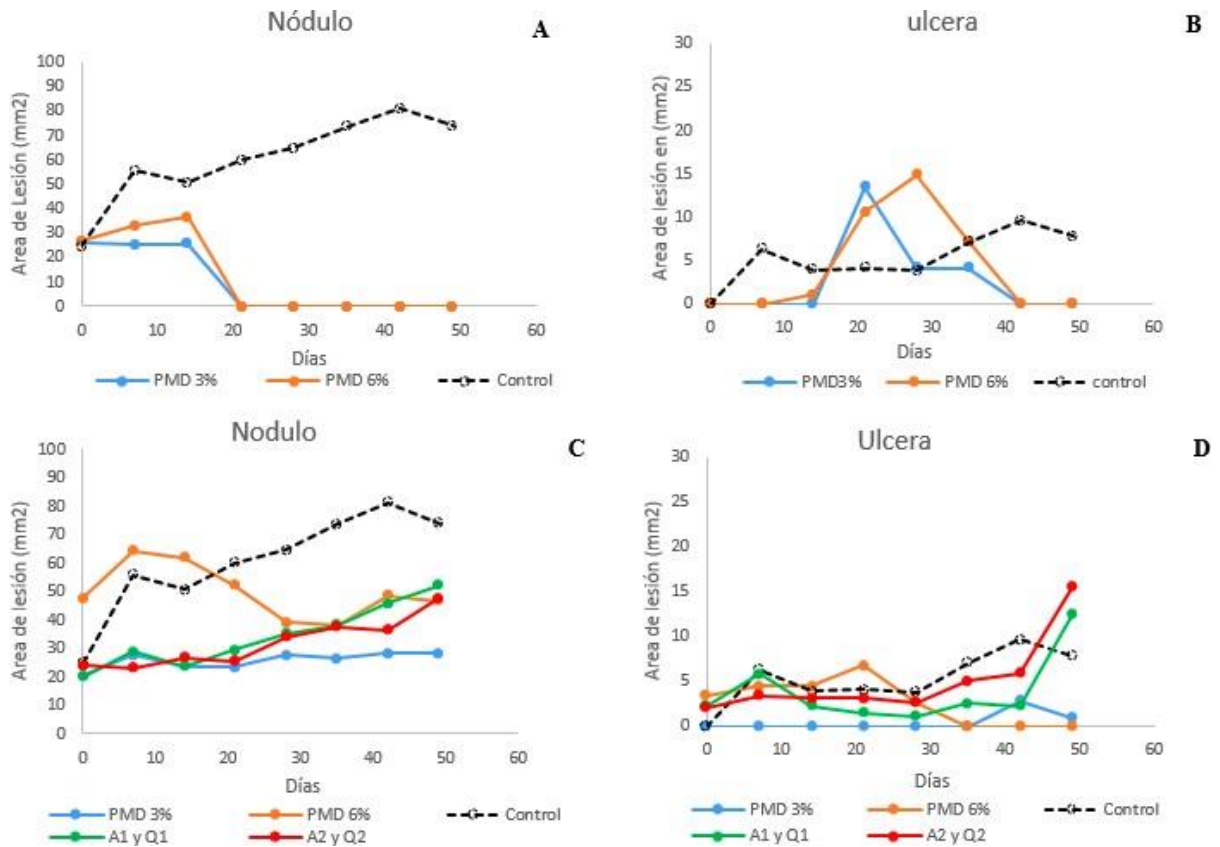 Nódulo
A
Area de Lesión (mm2)
100
90
80
70
60
50
40
30
20
10
0
0 10 20 30 40 50 60
Días
PMD 3% PMD 6% Control
ulcera
B
Area de lesión en (mm2)
30
25
20
15
10
5
0
0 10 20 30 40 50 60
Días
PMD3% PMD 6% control
Nodulo
C
Area de lesión (mm2)
100
90
80
70
60
50
40
30
20
10
0
0 10 20 30 40 50 60
Días
PMD 3% PMD 6% Control
A1 y Q1 A2 y Q2
Ulcera
D
Area de lesión (mm2)
30
25
20
15
10
5
0
0 10 20 30 40 50 60
Días
PMD 3% PMD 6% Control
A1 y Q1 A2 y Q2